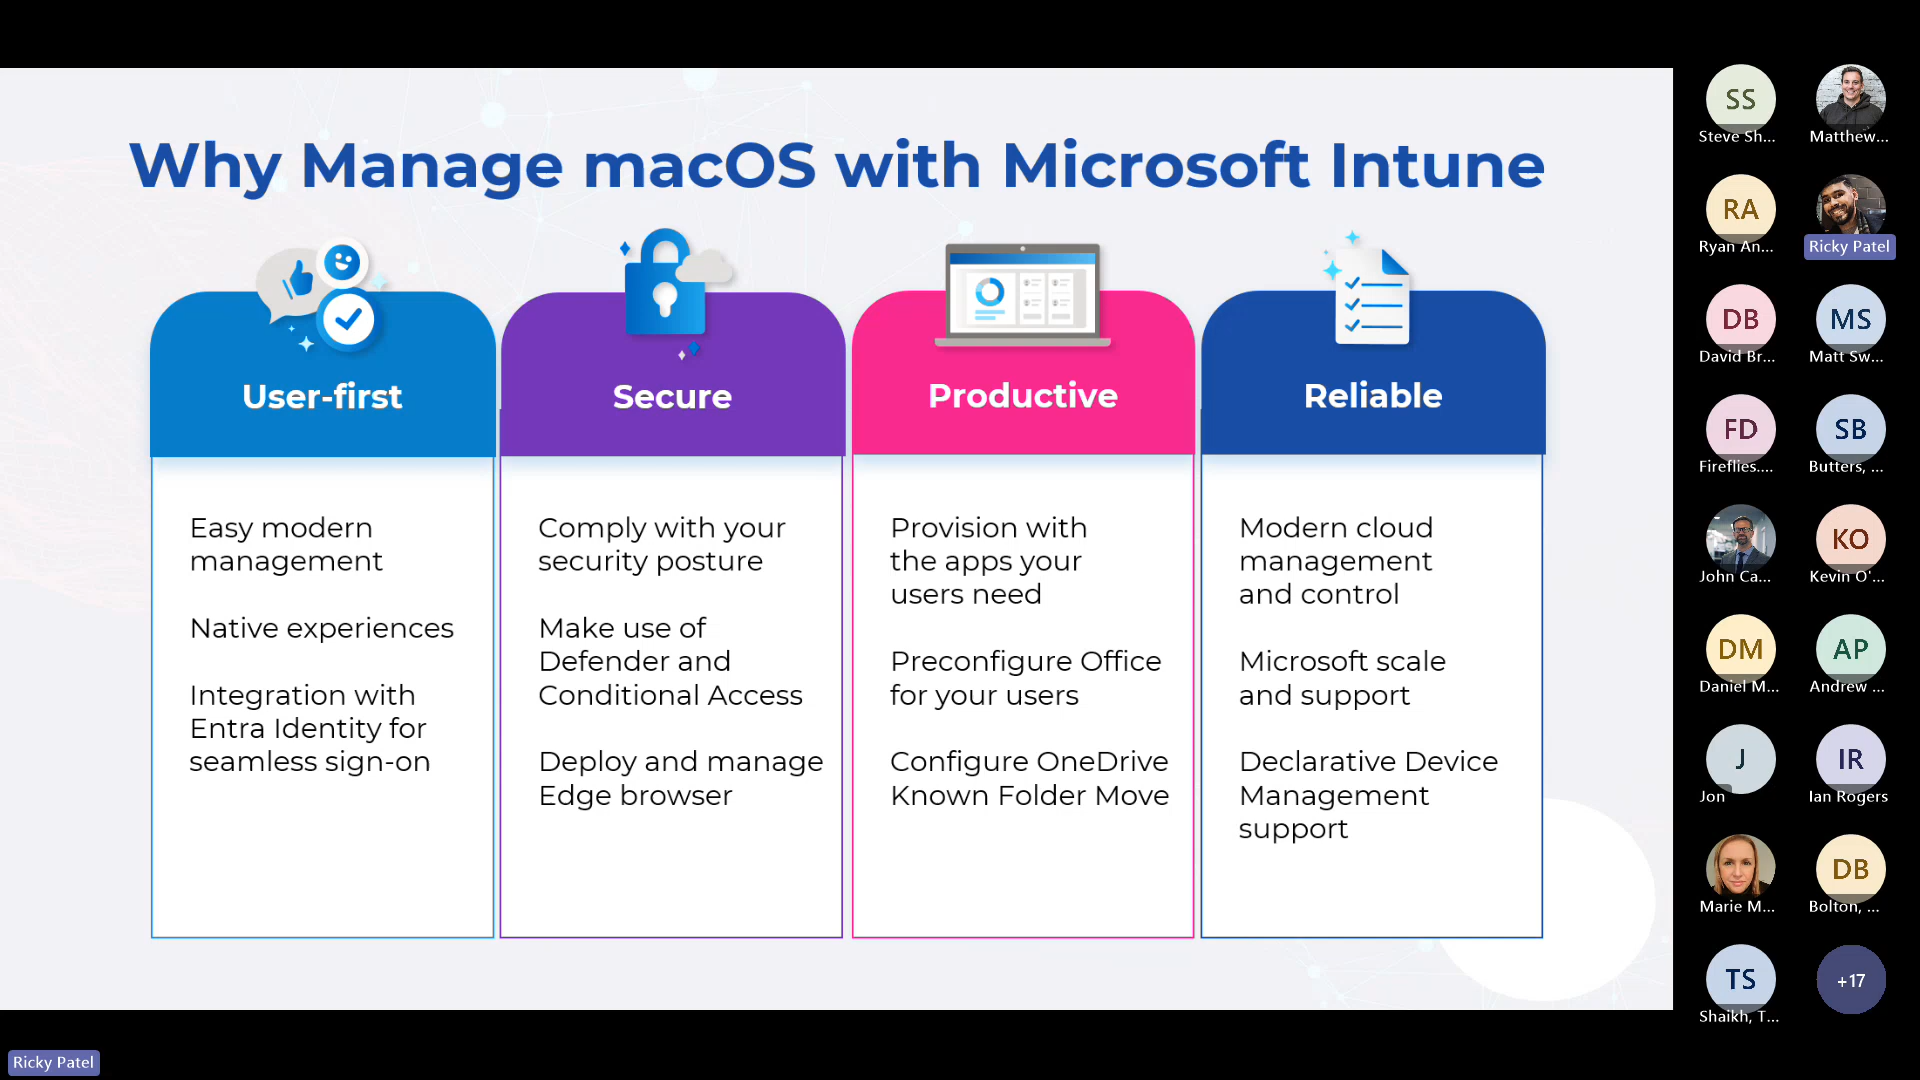 Why Manage macOS with Microsoft Intune
User-first
Easy modern
management
Native experiences
Integration with
Entra Identity for
seamless sign-on
Secure
Comply with your
security posture
Make use of
Defender and
Conditional Access
Deploy and manage
Edge browser
Productive
Provision with
the apps your
users need
Preconfigure Office
for your users
Configure OneDrive
Known Folder Move
Reliable
Modern cloud
management
and control
Microsoft scale
and support
Declarative Device
Management
support
SS
Steve Sh...
Matthew...
RA
Ryan An...
Ricky Patel
DB
David Br...
MS
Matt Sw...
FD
Fireflies....
SB
Butters, ...
John Ca...
KO
Kevin O'...
DM
Daniel M...
AP
Andrew ...
J
Jon
IR
Ian Rogers
Marie M...
DB
Bolton, ...
TS
Shaikh, T...
+17
Ricky Patel